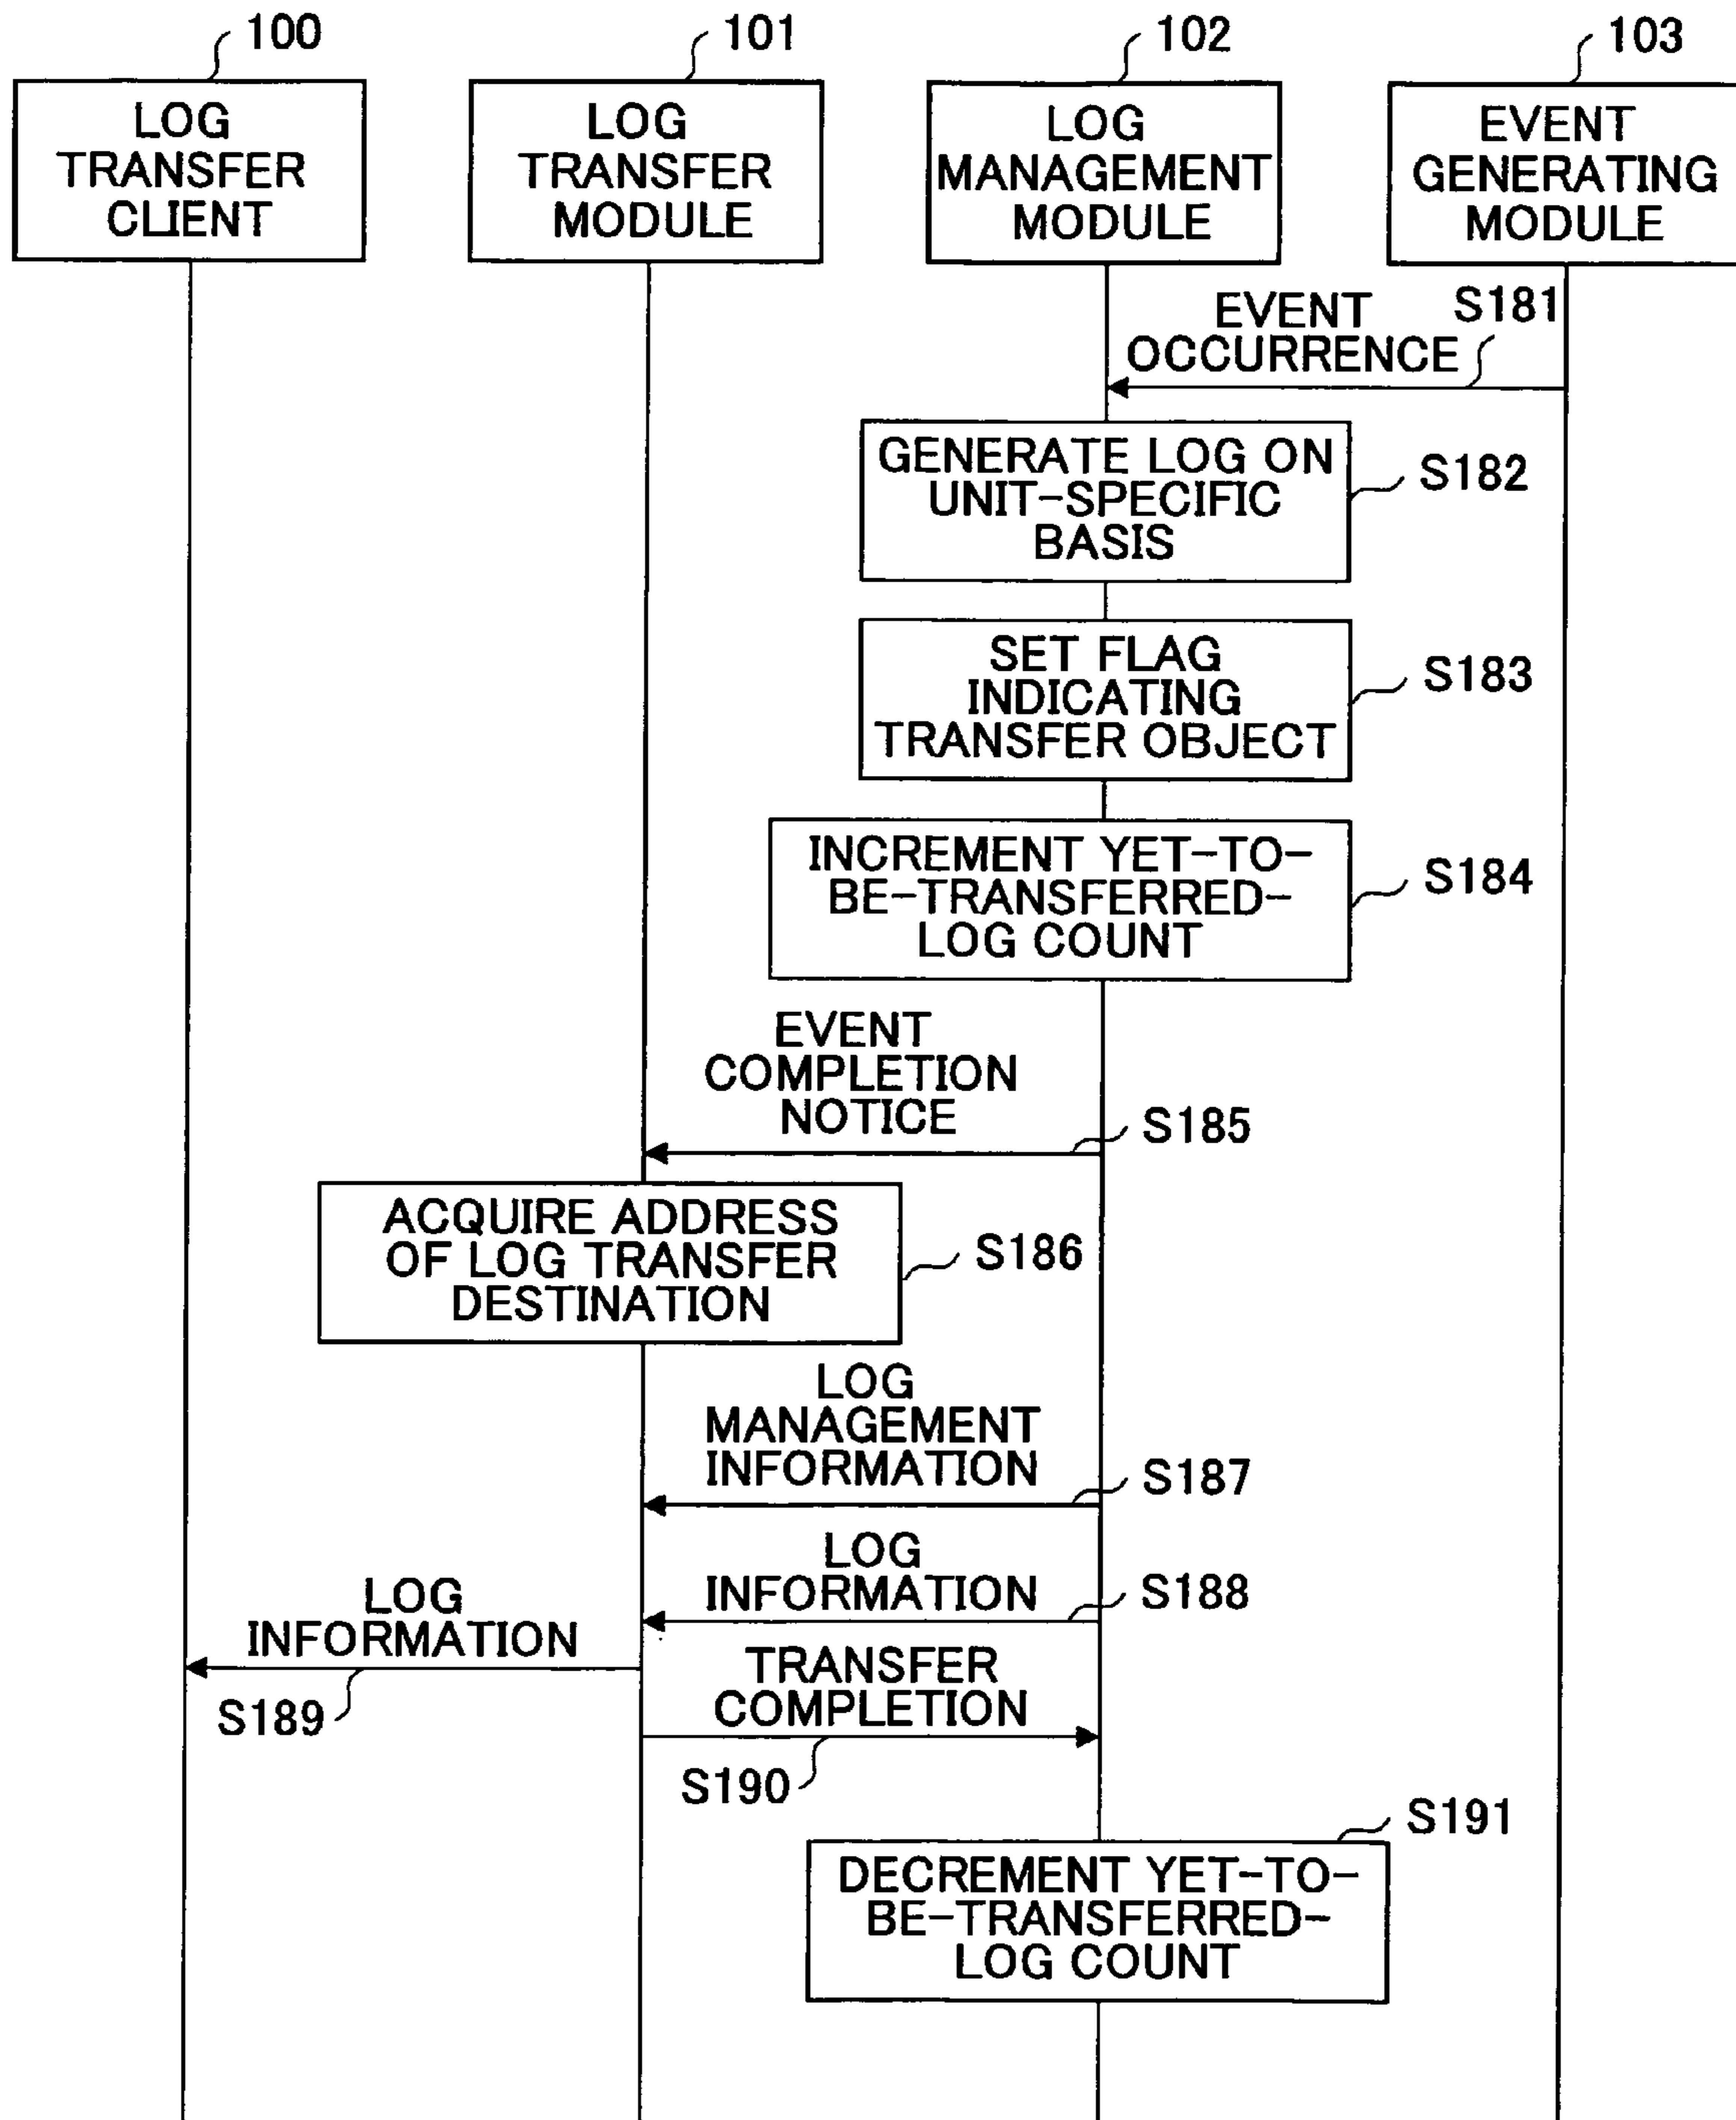 100
101
102
103
LOG
TRANSFER
CLIENT
LOG
TRANSFER
MODULE
LOG
MANAGEMENT
MODULE
EVENT
GENERATING
MODULE
EVENT
OCCURRENCE
S181
GENERATE LOG ON
UNIT-SPECIFIC
BASIS
S182
SET FLAG
INDICATING
TRANSFER OBJECT
S183
INCREMENT YET-TO-
BE-TRANSFERRED-
LOG COUNT
S184
EVENT
COMPLETION
NOTICE
S185
ACQUIRE ADDRESS
OF LOG TRANSFER
DESTINATION
S186
LOG
MANAGEMENT
INFORMATION
S187
LOG
INFORMATION
S188
LOG
INFORMATION
S189
TRANSFER
COMPLETION
S190
S191
DECREMENT YET-TO-
BE-TRANSFERRED-
LOG COUNT